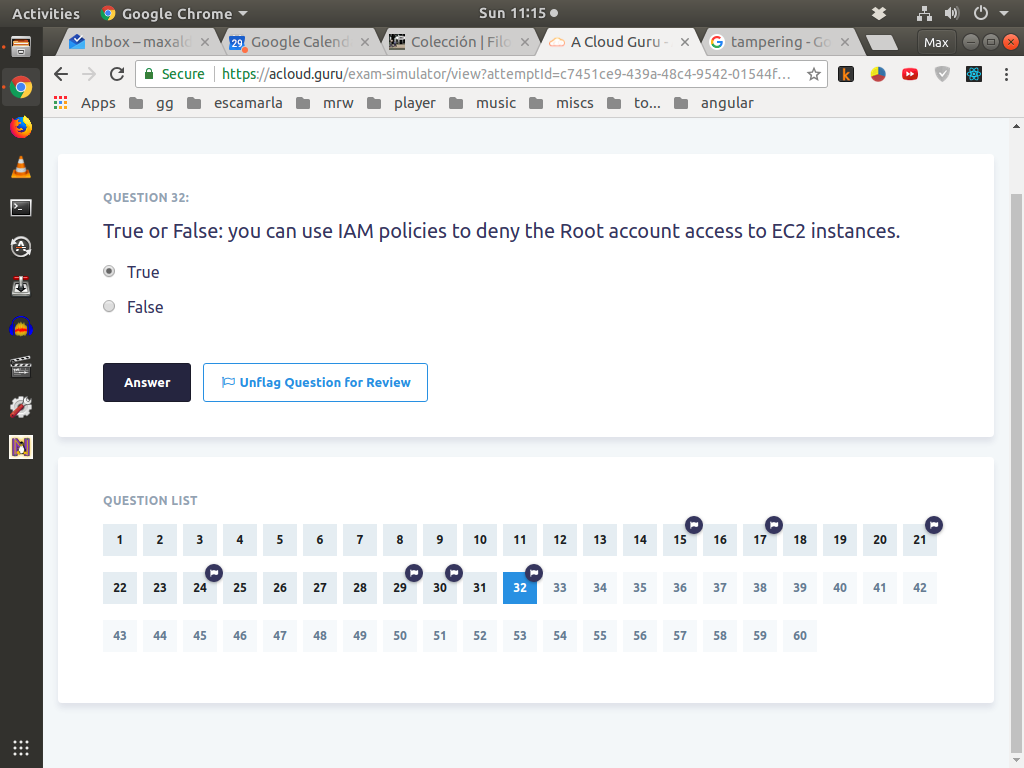 Activities Google Chrome Sun 11:15
Inbox – maxald Google Calend Colección | Filo A Cloud Guru - tampering - Go Max
Secure https://acloud.guru/exam-simulator/view?attemptId=c7451ce9-439a-48c4-9542-01544f...
Apps gg escamarla mrw player music miscs to... angular
QUESTION 32:
True or False: you can use IAM policies to deny the Root account access to EC2 instances.
True
False
Answer Unflag Question for Review
QUESTION LIST
1 2 3 4 5 6 7 8 9 10 11 12 13 14 15 16 17 18 19 20 21
22 23 24 25 26 27 28 29 30 31 32 33 34 35 36 37 38 39 40 41 42
43 44 45 46 47 48 49 50 51 52 53 54 55 56 57 58 59 60